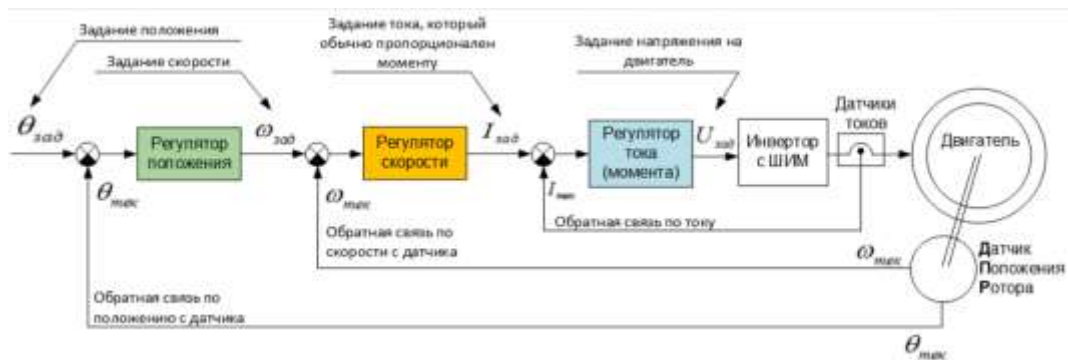 Задание положения
Задания скорости
Задание тока, который
обычно пропорционален
моменту
Задание напряжения на
двигатель
Датчики
токов
θзад
Регулятор
положения
ωзад
Регулятор
скорости
Iзад
Регулятор
тока
(момента)
Uзад
Инвертор
с ШИМ
Двигатель
θтек
ωтек
Iтек
Обратная связь по току
Обратная связь по
скорости с датчика
ωтек
Датчик
Положения
Ротора
Обратная связь по
положению с датчика
θтек